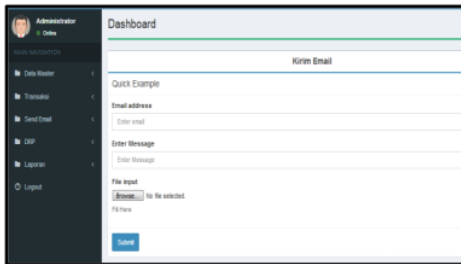 Administrator
Online
MAIN NAVIGATION
Data Master
Transaksi
Send Email
DRP
Laporan
Logout
Dashboard
Kirim Email
Quick Example
Email address
Enter email
Enter Message
Enter Message
File input
Browse... No file selected.
Fill Here
Submit